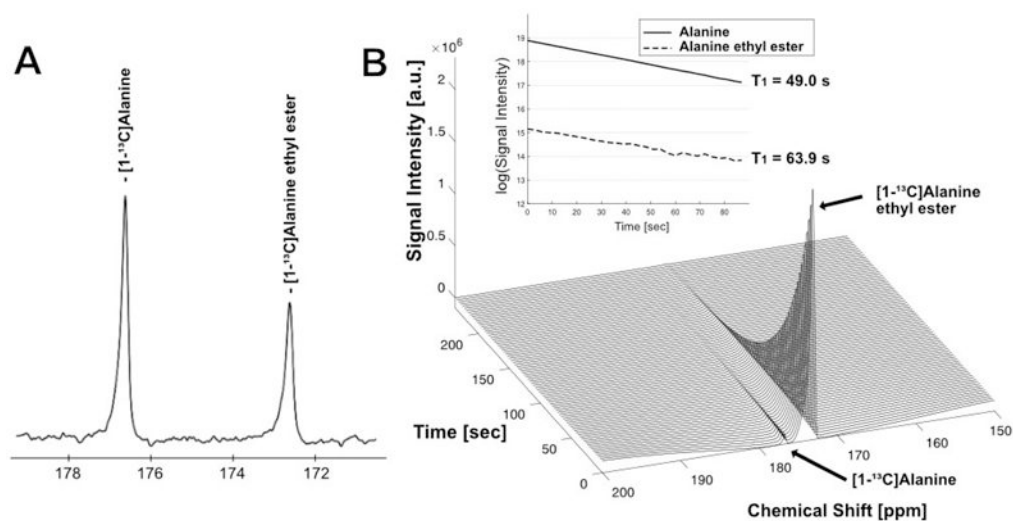 A
- [1-¹³C]Alanine
- [1-¹³C]Alanine ethyl ester
178
176
174
172
B
×10⁶
2
1.5
1
0.5
0
Signal Intensity [a.u.]
19
18
17
16
15
14
13
12
log(Signal Intensity)
0
10
20
30
40
50
60
70
80
Time [sec]
Alanine
Alanine ethyl ester
T₁ = 49.0 s
T₁ = 63.9 s
[1-¹³C]Alanine
ethyl ester
200
150
100
50
0
Time [sec]
200
190
180
170
160
150
[1-¹³C]Alanine
Chemical Shift [ppm]